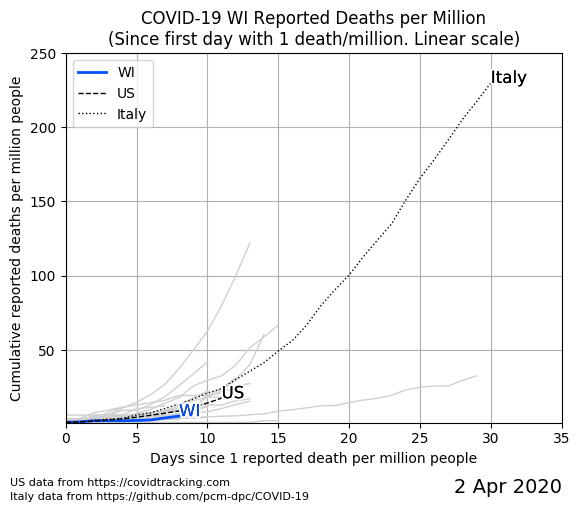 COVID-19 WI Reported Deaths per Million
(Since first day with 1 death/million. Linear scale)
Cumulative reported deaths per million people
250
200
150
100
50
WI
US
Italy
Italy
US
WI
0
5
10
15
20
25
30
35
Days since 1 reported death per million people
US data from https://covidtracking.com
Italy data from https://github.com/pcm-dpc/COVID-19
2 Apr 2020